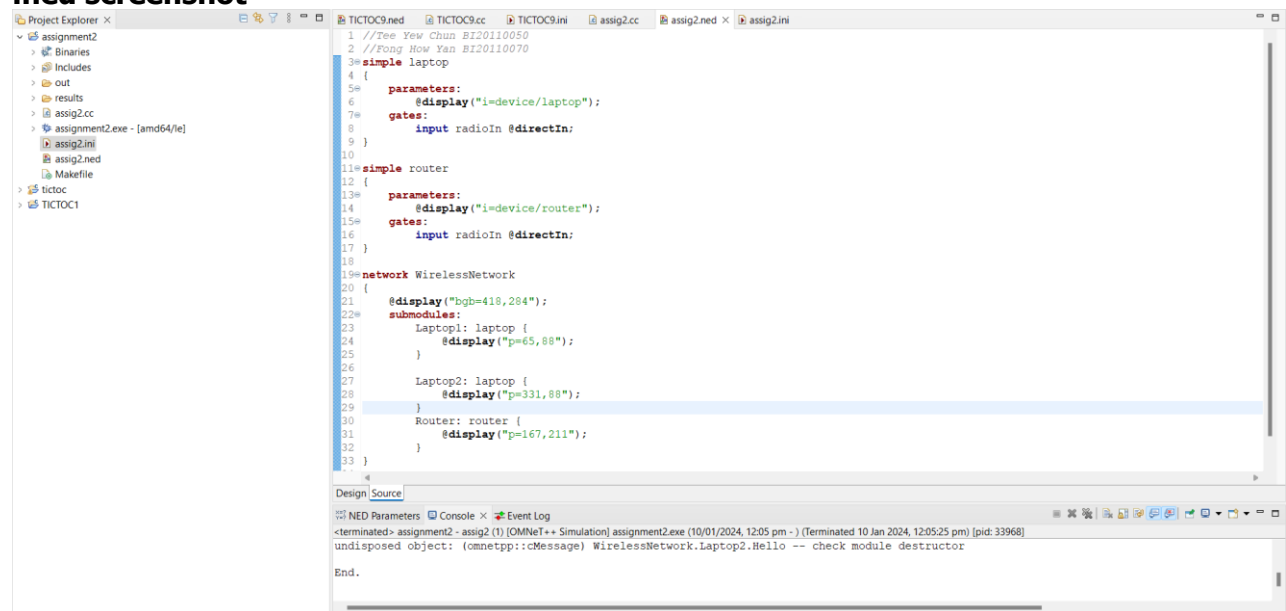 .ned screenshot
Project Explorer ×
assignment2
Binaries
Includes
out
results
assig2.cc
assignment2.exe - [amd64/le]
assig2.ini
assig2.ned
Makefile
tictoc
TICTOC1
TICTOC9.ned TICTOC9.cc TICTOC9.ini assig2.cc assig2.ned × assig2.ini
1 //Tee Yew Chun BI20110050
2 //Fong How Yan BI20110070
3 simple laptop
4 {
5 parameters:
6 @display("i=device/laptop");
7 gates:
8 input radioIn @directIn;
9 }
10
11 simple router
12 {
13 parameters:
14 @display("i=device/router");
15 gates:
16 input radioIn @directIn;
17 }
18
19 network WirelessNetwork
20 {
21 @display("bgb=418,284");
22 submodules:
23 Laptop1: laptop {
24 @display("p=65,88");
25 }
26
27 Laptop2: laptop {
28 @display("p=331,88");
29 }
30 Router: router {
31 @display("p=167,211");
32 }
33 }
Design Source
NED Parameters Console × Event Log
<terminated> assignment2 - assig2 (1) [OMNeT++ Simulation] assignment2.exe (10/01/2024, 12:05 pm - ) (Terminated 10 Jan 2024, 12:05:25 pm) [pid: 33968]
undisposed object: (omnetpp::cMessage) WirelessNetwork.Laptop2.Hello -- check module destructor
End.